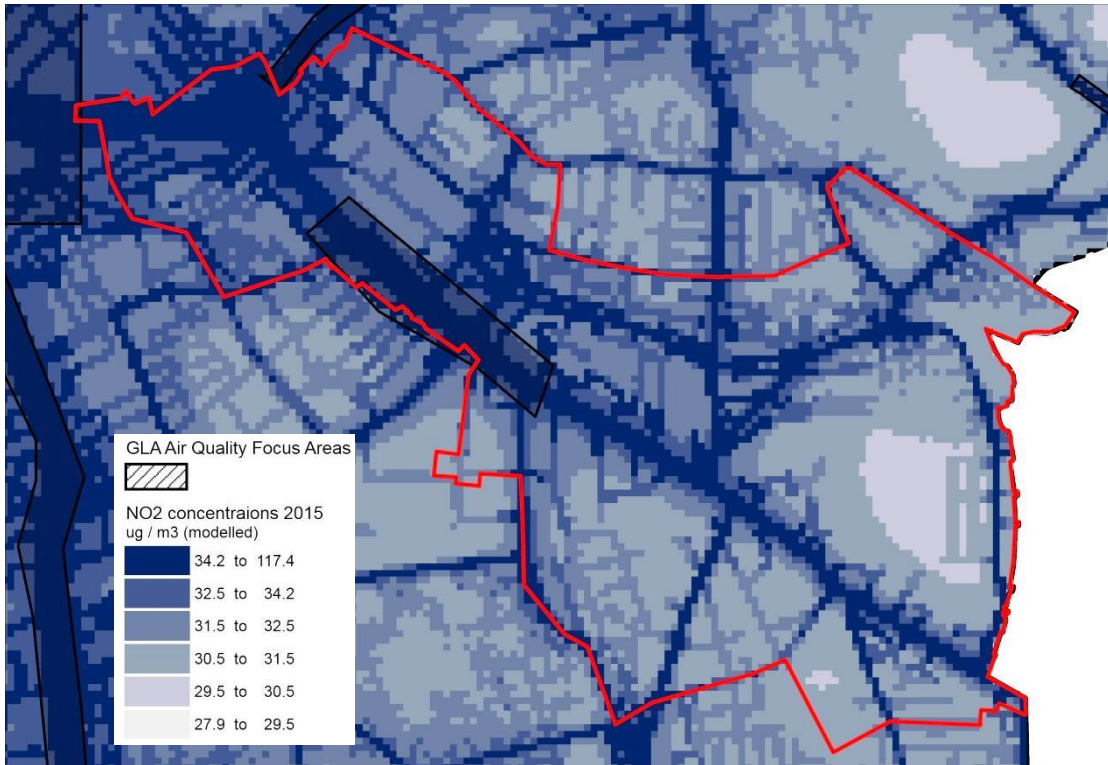 GLA Air Quality Focus Areas
NO2 concentraions 2015
ug / m3 (modelled)
34.2 to 117.4
32.5 to 34.2
31.5 to 32.5
30.5 to 31.5
29.5 to 30.5
27.9 to 29.5